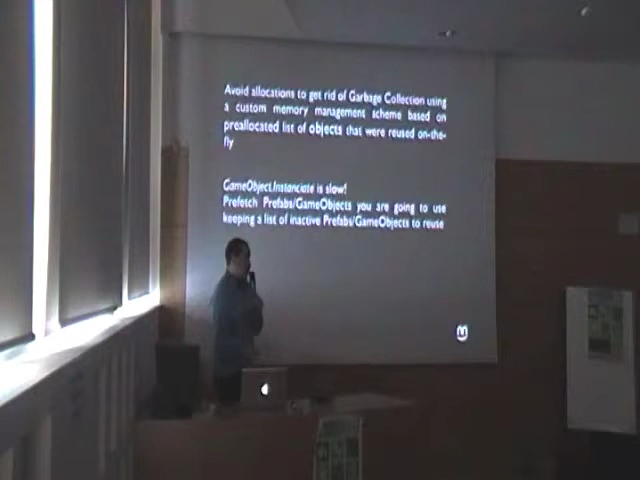 Avoid allocations to get rid of Garbage Collection using
a custom memory management scheme based on
preallocated list of objects that were reused on-the-
fly
GameObject.Instanciate is slow!
Prefetch Prefabs/GameObjects you are going to use
keeping a list of inactive Prefabs/GameObjects to reuse